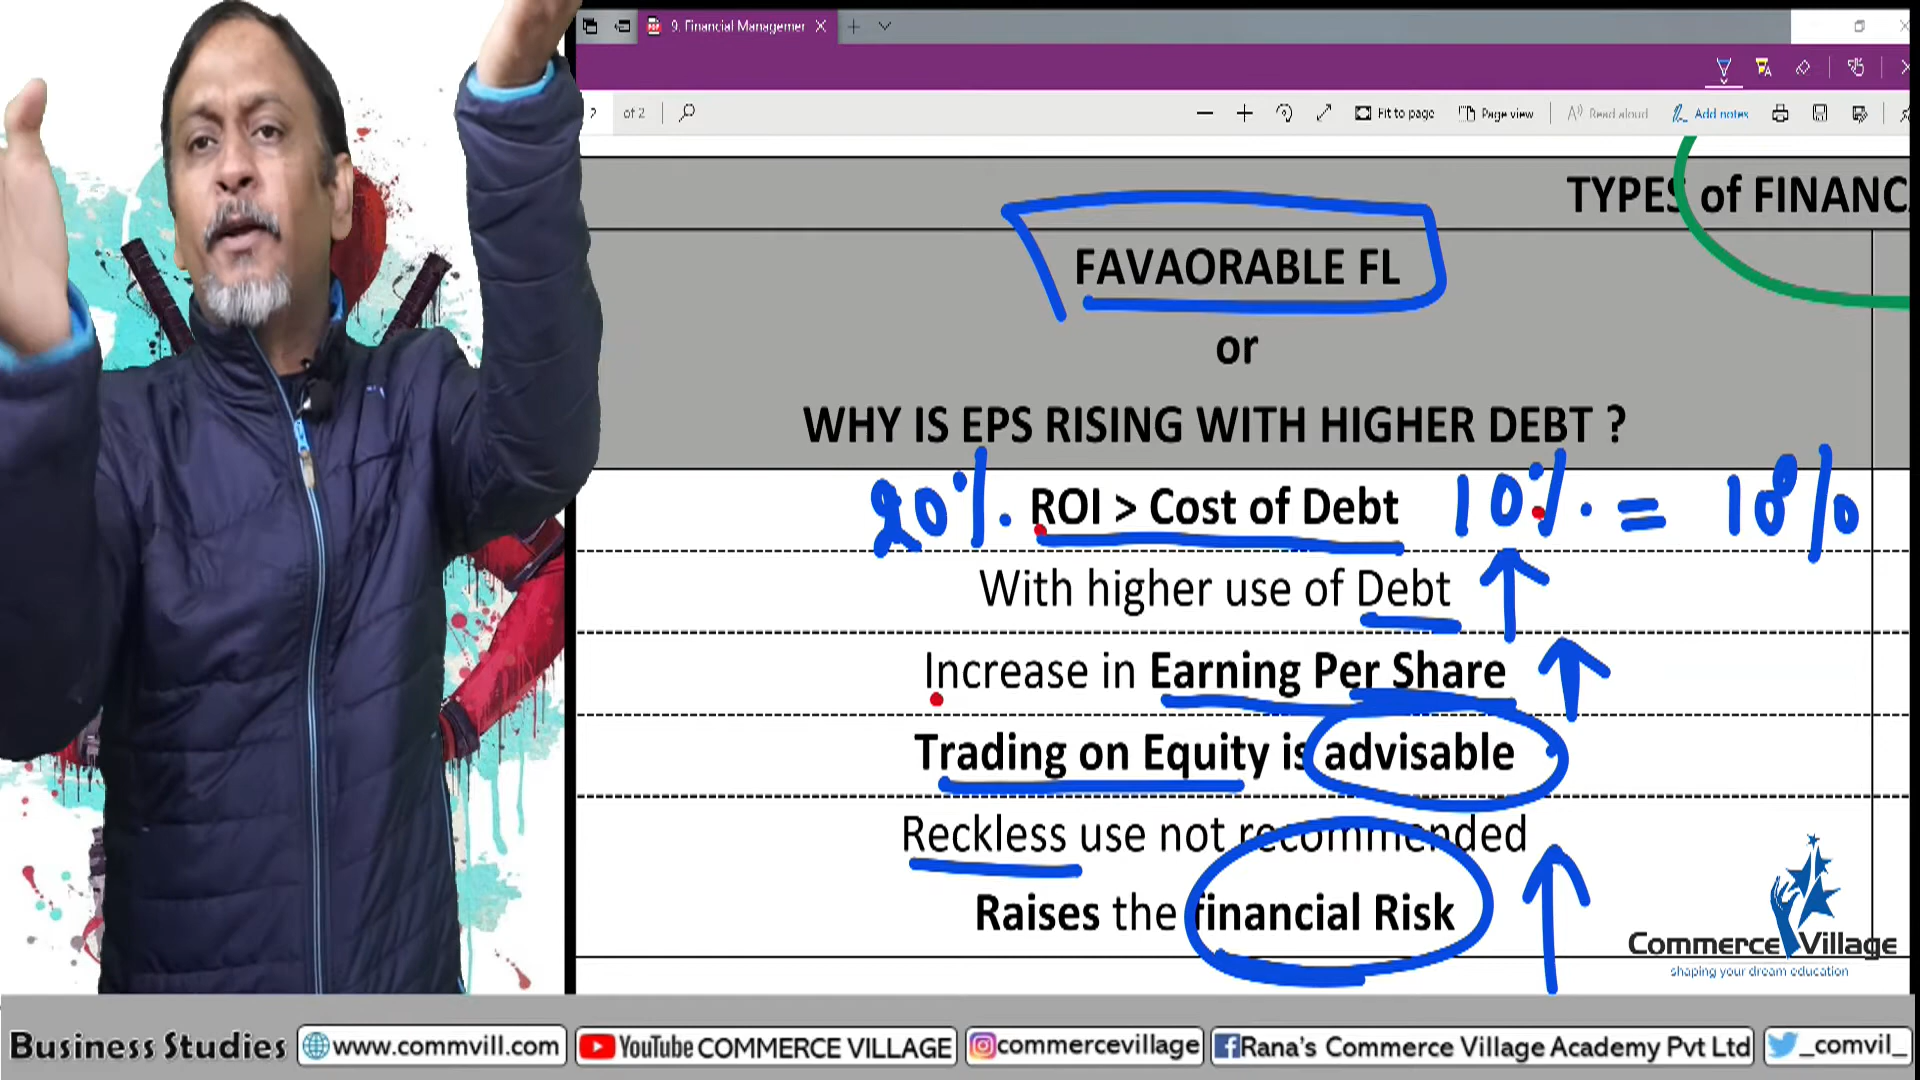 9. Financial Managemer
2 of 2 Fit to page Page view Read aloud Add notes
TYPES of FINANC
FAVAORABLE FL
or
WHY IS EPS RISING WITH HIGHER DEBT ?
20%. ROI > Cost of Debt 10%. = 10%
With higher use of Debt
Increase in Earning Per Share
Trading on Equity is advisable
Reckless use not recommended
Raises the financial Risk
Commerce Village
shaping your dream education
Business Studies www.commvill.com YouTube COMMERCE VILLAGE commercevillage Rana's Commerce Village Academy Pvt Ltd _comvil_